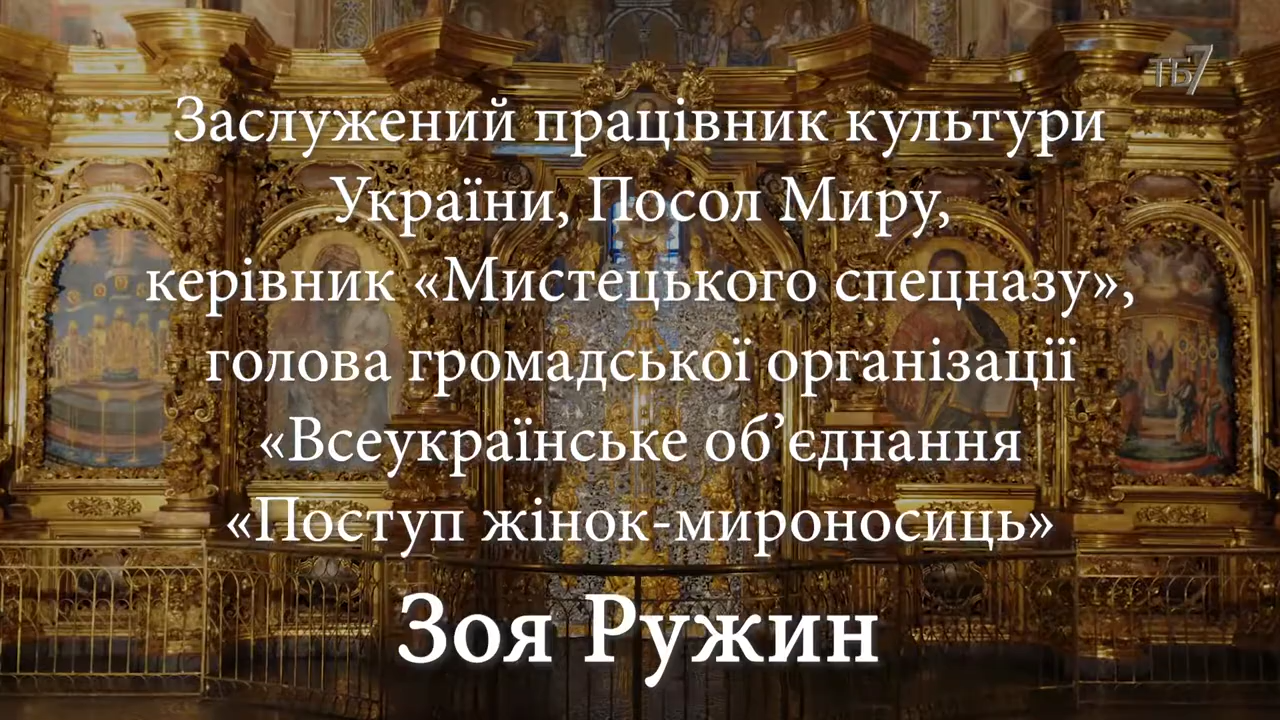 ТБ7
Заслужений працівник культури
України, Посол Миру,
керівник «Мистецького спецназу»,
голова громадської організації
«Всеукраїнське об’єднання
«Поступ жінок-мироносиць»
Зоя Ружин